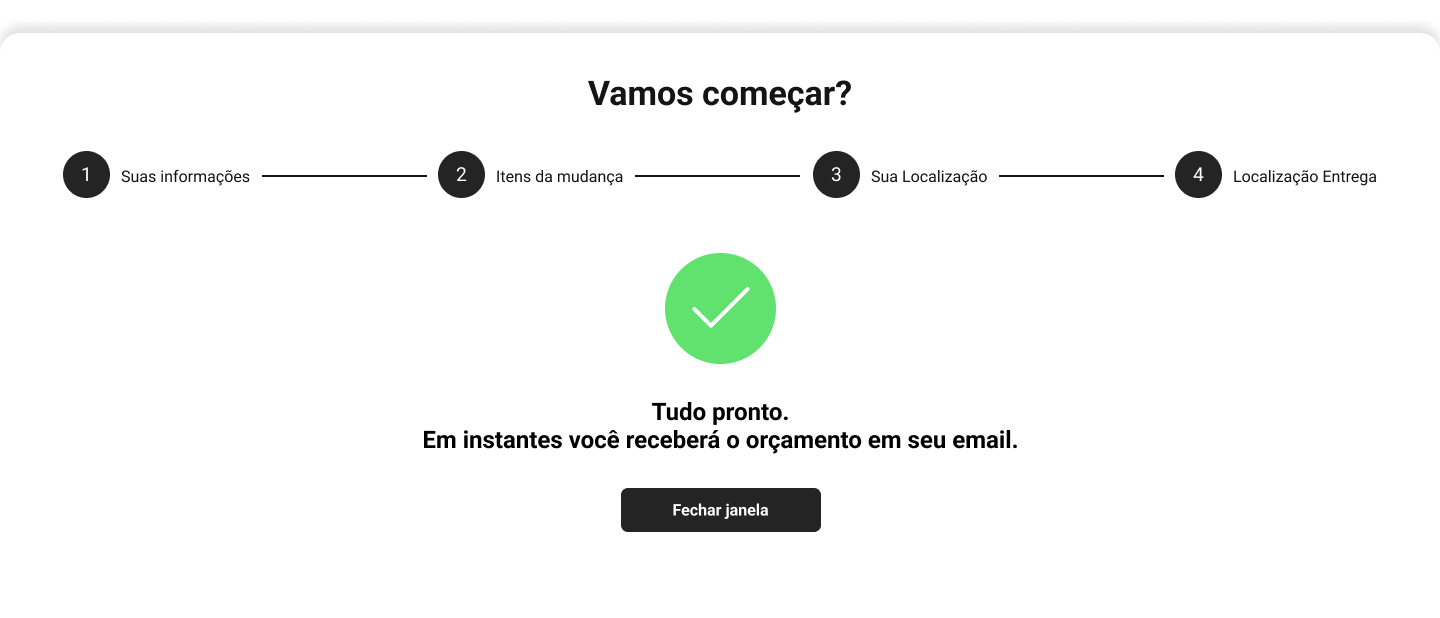 Vamos começar?
1 Suas informações 2 Itens da mudança 3 Sua Localização 4 Localização Entrega
Tudo pronto.
Em instantes você receberá o orçamento em seu email.
Fechar janela